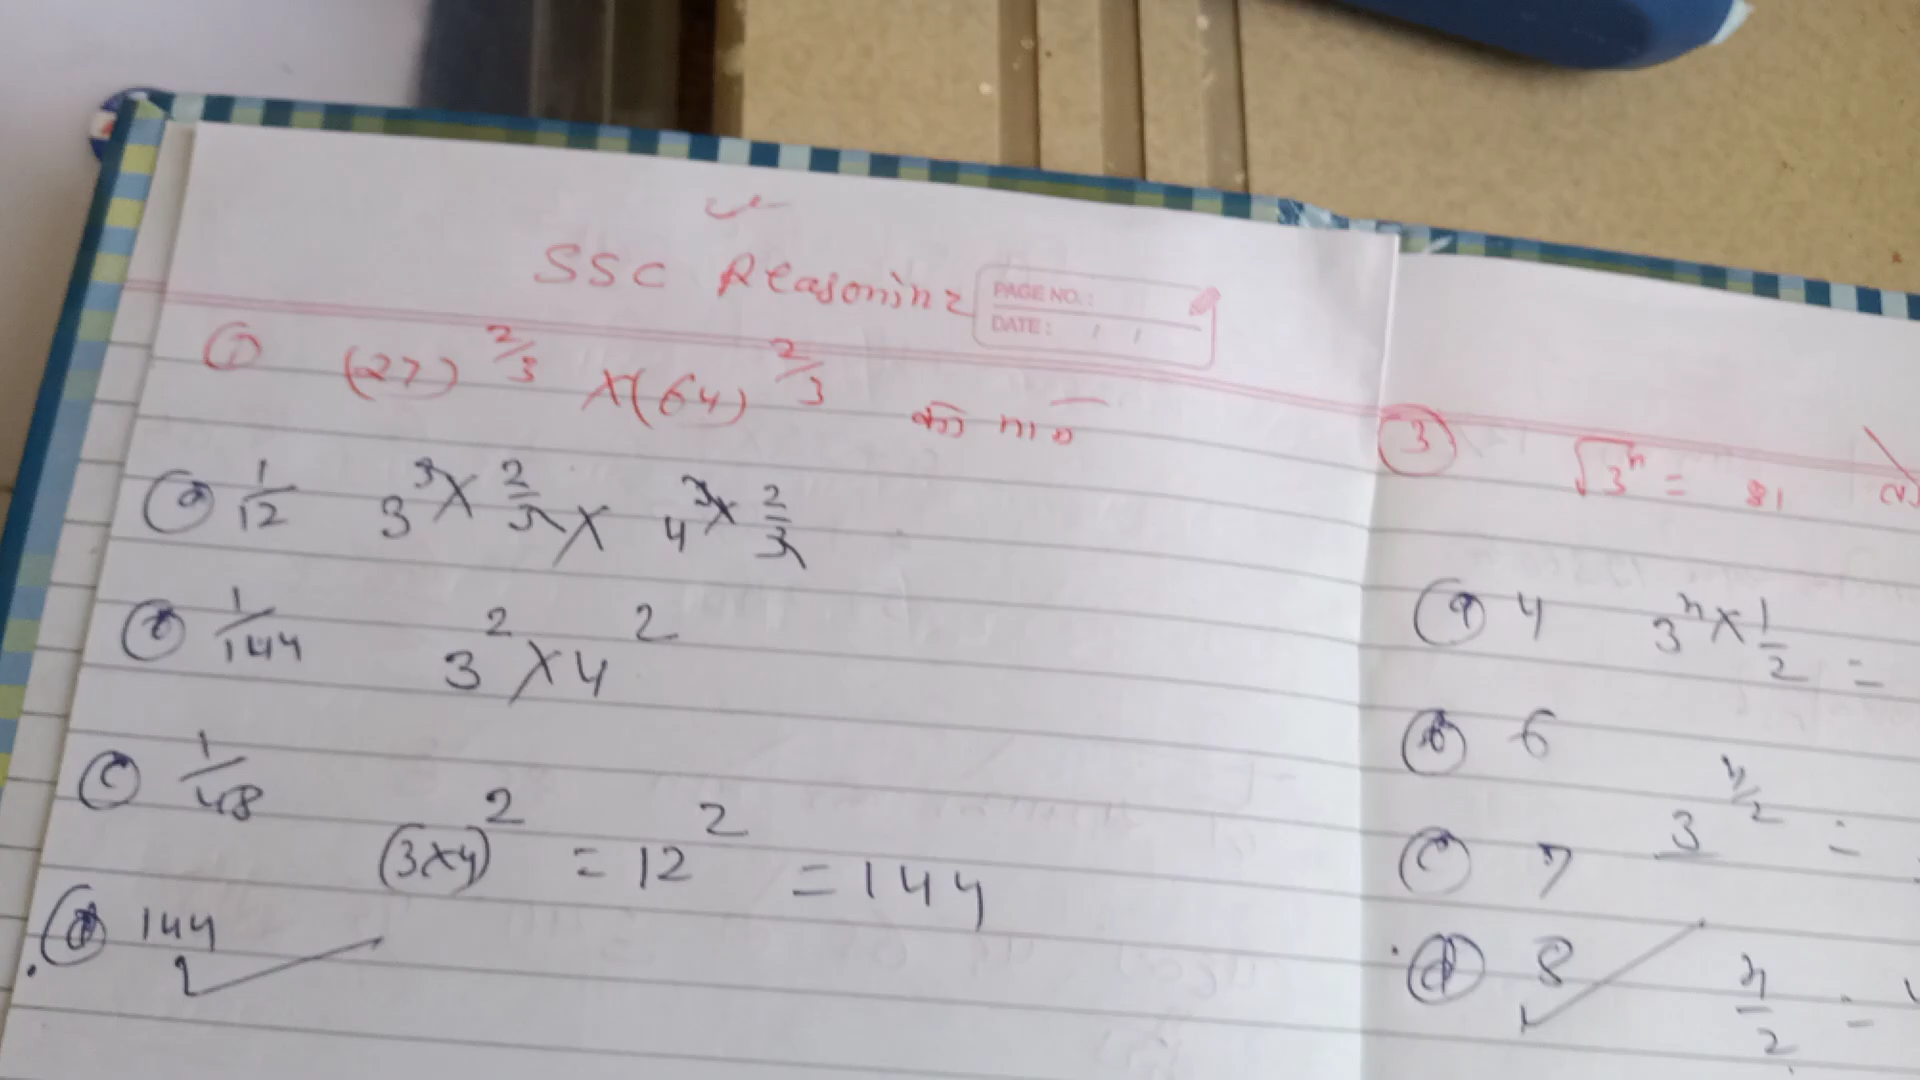 SSC Reasoning
PAGE NO.:
DATE: / /
① (27)^2/3 ×(64)^2/3 का मान
ⓐ 1/12 3^3 × 2/3 × 4^3 × 2/3
ⓑ 1/144 3^2 × 4^2
ⓒ 1/48
(3×4)^2 = 12^2 = 144
ⓓ 144
③ √3^n = 81
ⓐ 4 3^n × 1/2 =
ⓑ 6
3^n/2 =
ⓒ 7
ⓓ 8 n/2 =